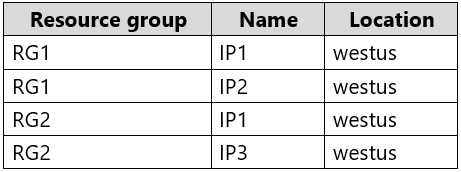 Resource group Name Location
RG1 IP1 westus
RG1 IP2 westus
RG2 IP1 westus
RG2 IP3 westus